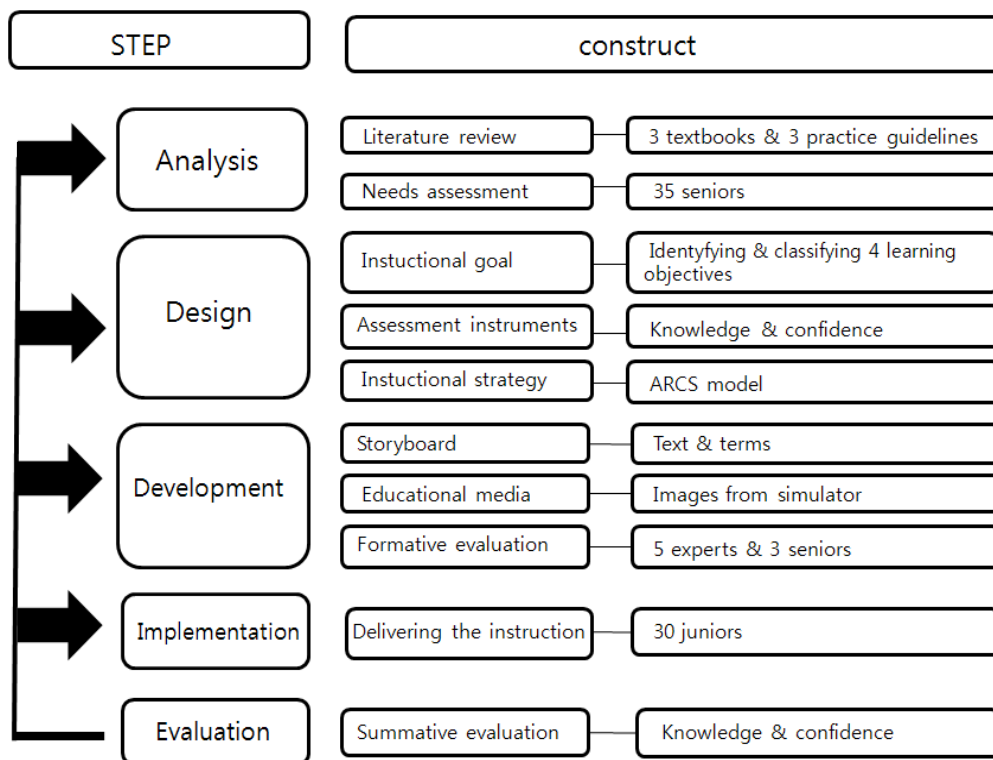 STEP
construct
Analysis
Literature review
3 textbooks & 3 practice guidelines
Needs assessment
35 seniors
Design
Instuctional goal
Identyfying & classifying 4 learning
objectives
Assessment instruments
Knowledge & confidence
Instuctional strategy
ARCS model
Development
Storyboard
Text & terms
Educational media
Images from simulator
Formative evaluation
5 experts & 3 seniors
Implementation
Delivering the instruction
30 juniors
Evaluation
Summative evaluation
Knowledge & confidence